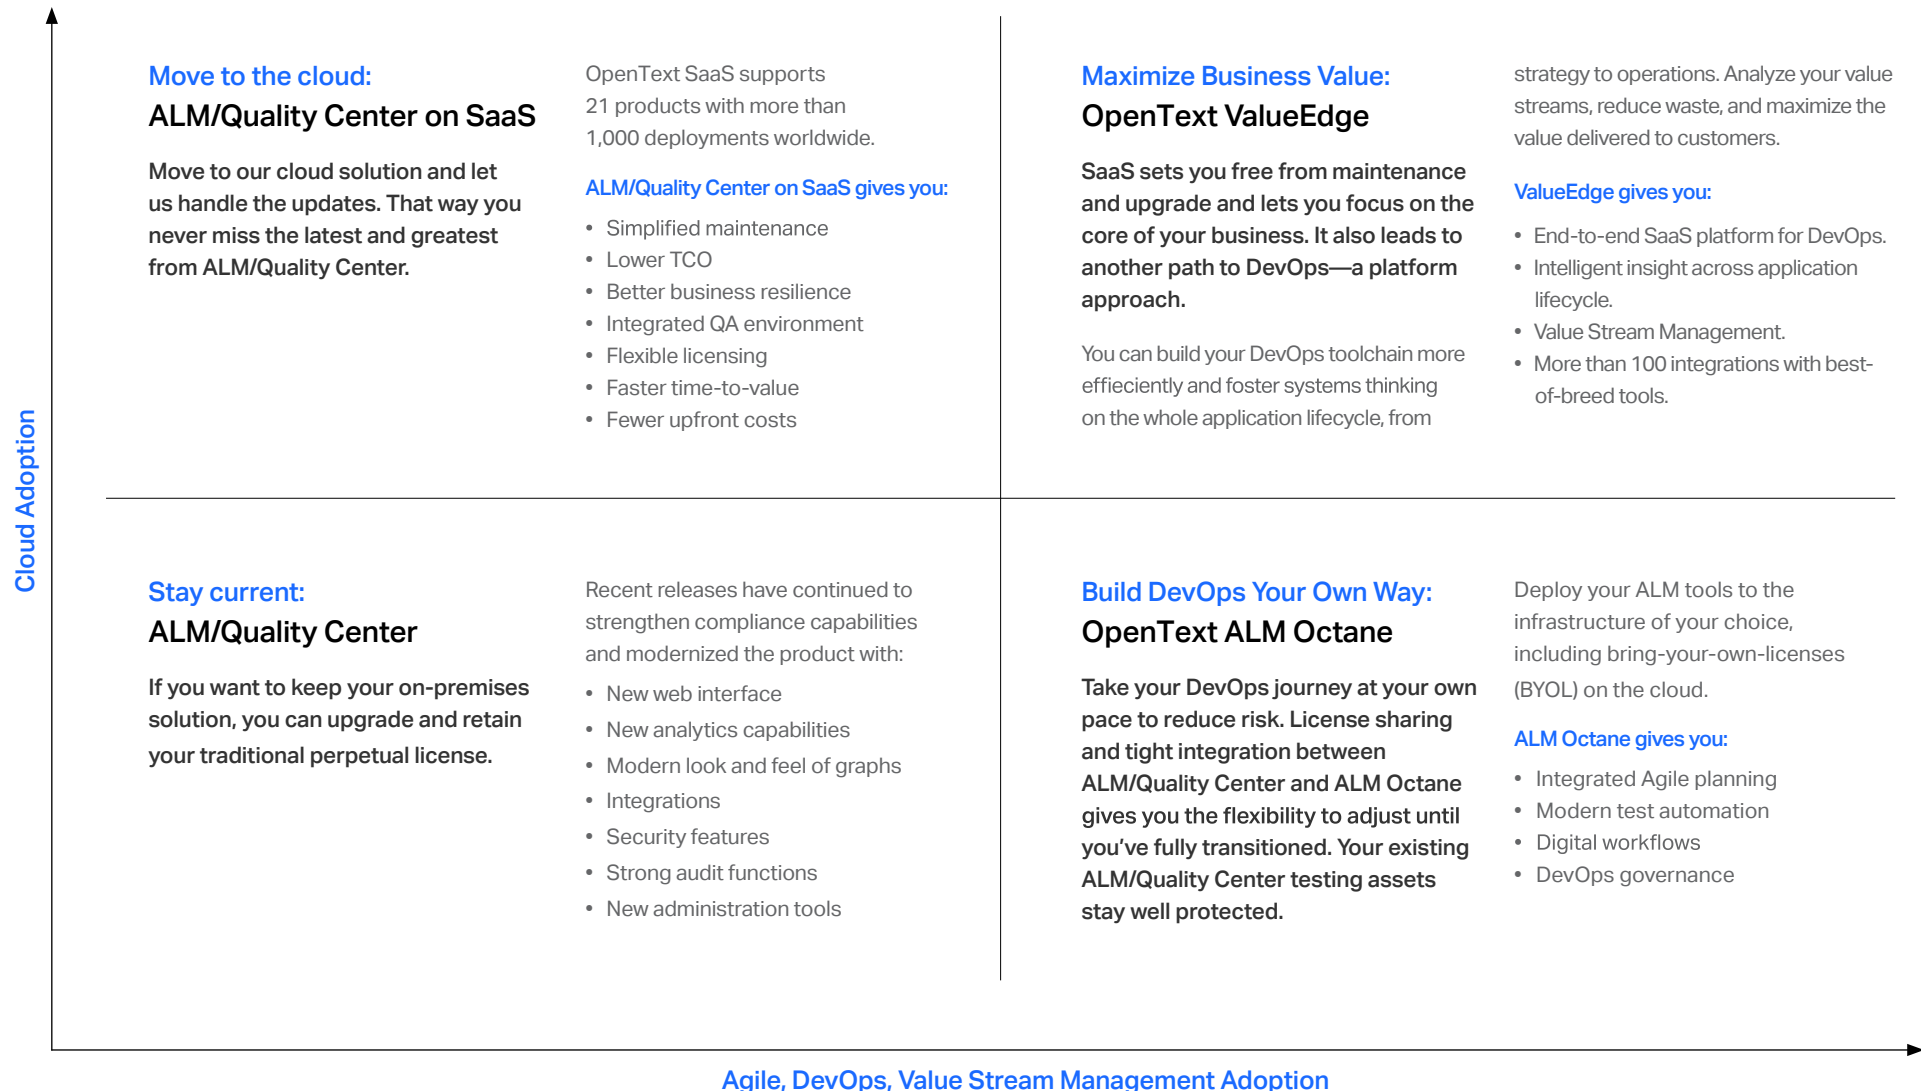 Move to the cloud:
ALM/Quality Center on SaaS
Move to our cloud solution and let
us handle the updates. That way you
never miss the latest and greatest
from ALM/Quality Center.
OpenText SaaS supports
21 products with more than
1,000 deployments worldwide.
ALM/Quality Center on SaaS gives you:
• Simplified maintenance
• Lower TCO
• Better business resilience
• Integrated QA environment
• Flexible licensing
• Faster time-to-value
• Fewer upfront costs
Maximize Business Value:
OpenText ValueEdge
SaaS sets you free from maintenance
and upgrade and lets you focus on the
core of your business. It also leads to
another path to DevOps—a platform
approach.
You can build your DevOps toolchain more
effieciently and foster systems thinking
on the whole application lifecycle, from
strategy to operations. Analyze your value
streams, reduce waste, and maximize the
value delivered to customers.
ValueEdge gives you:
• End-to-end SaaS platform for DevOps.
• Intelligent insight across application
lifecycle.
• Value Stream Management.
• More than 100 integrations with best-
of-breed tools.
Cloud Adoption
Stay current:
ALM/Quality Center
If you want to keep your on-premises
solution, you can upgrade and retain
your traditional perpetual license.
Recent releases have continued to
strengthen compliance capabilities
and modernized the product with:
• New web interface
• New analytics capabilities
• Modern look and feel of graphs
• Integrations
• Security features
• Strong audit functions
• New administration tools
Build DevOps Your Own Way:
OpenText ALM Octane
Take your DevOps journey at your own
pace to reduce risk. License sharing
and tight integration between
ALM/Quality Center and ALM Octane
gives you the flexibility to adjust until
you’ve fully transitioned. Your existing
ALM/Quality Center testing assets
stay well protected.
Deploy your ALM tools to the
infrastructure of your choice,
including bring-your-own-licenses
(BYOL) on the cloud.
ALM Octane gives you:
• Integrated Agile planning
• Modern test automation
• Digital workflows
• DevOps governance
Agile, DevOps, Value Stream Management Adoption